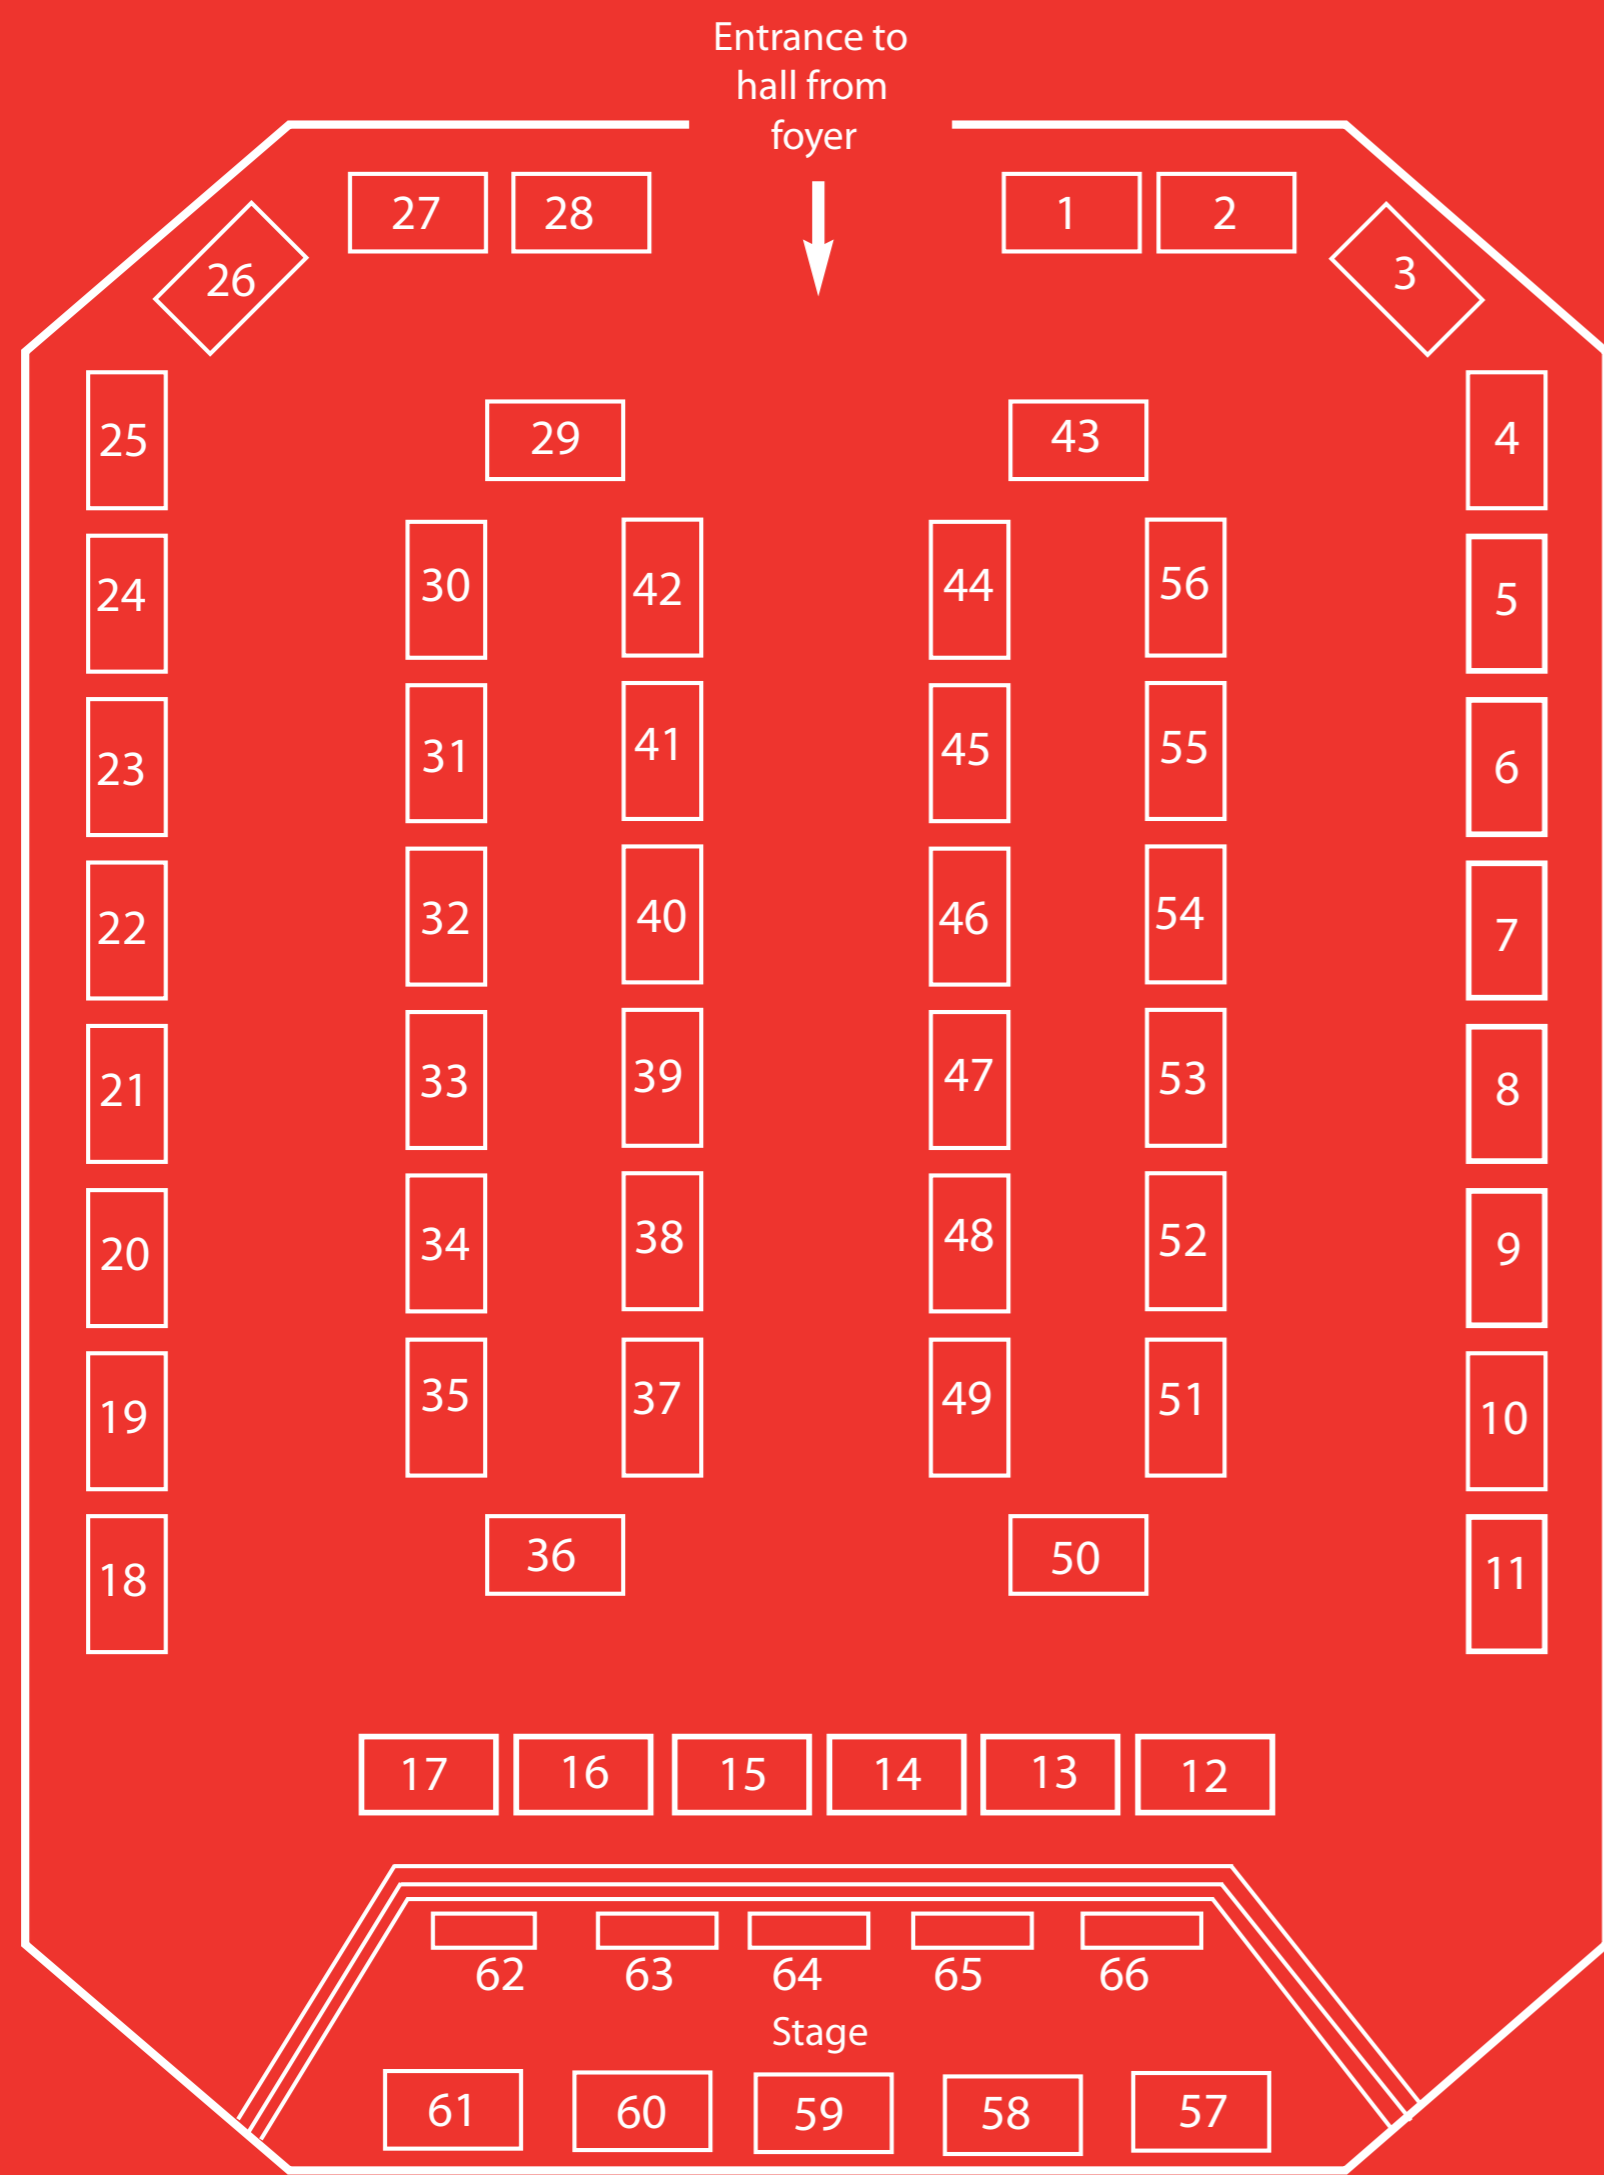 Entrance to
hall from
foyer
27 28 1 2
26 3
25 29 43 4
24 30 42 44 56 5
23 31 41 45 55 6
22 32 40 46 54 7
21 33 39 47 53 8
20 34 38 48 52 9
19 35 37 49 51 10
18 36 50 11
17 16 15 14 13 12
62 63 64 65 66
Stage
61 60 59 58 57